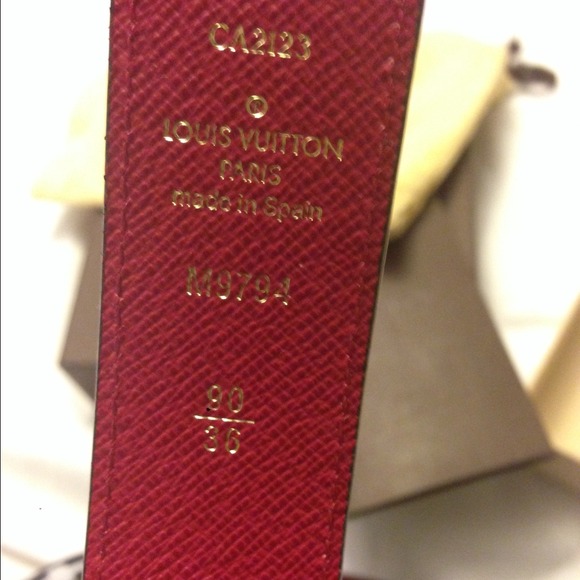 CA2123
LOUIS VUITTON
PARIS
made in Spain
M9794
90
36